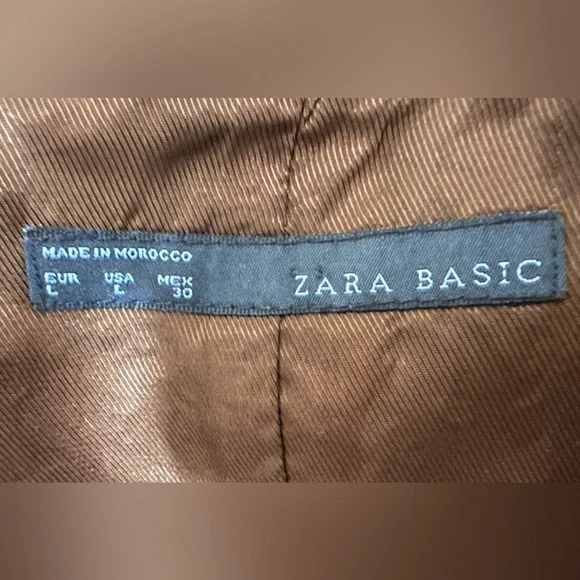 MADE IN MOROCCO
EUR USA MEX
L L 30
ZARA BASIC